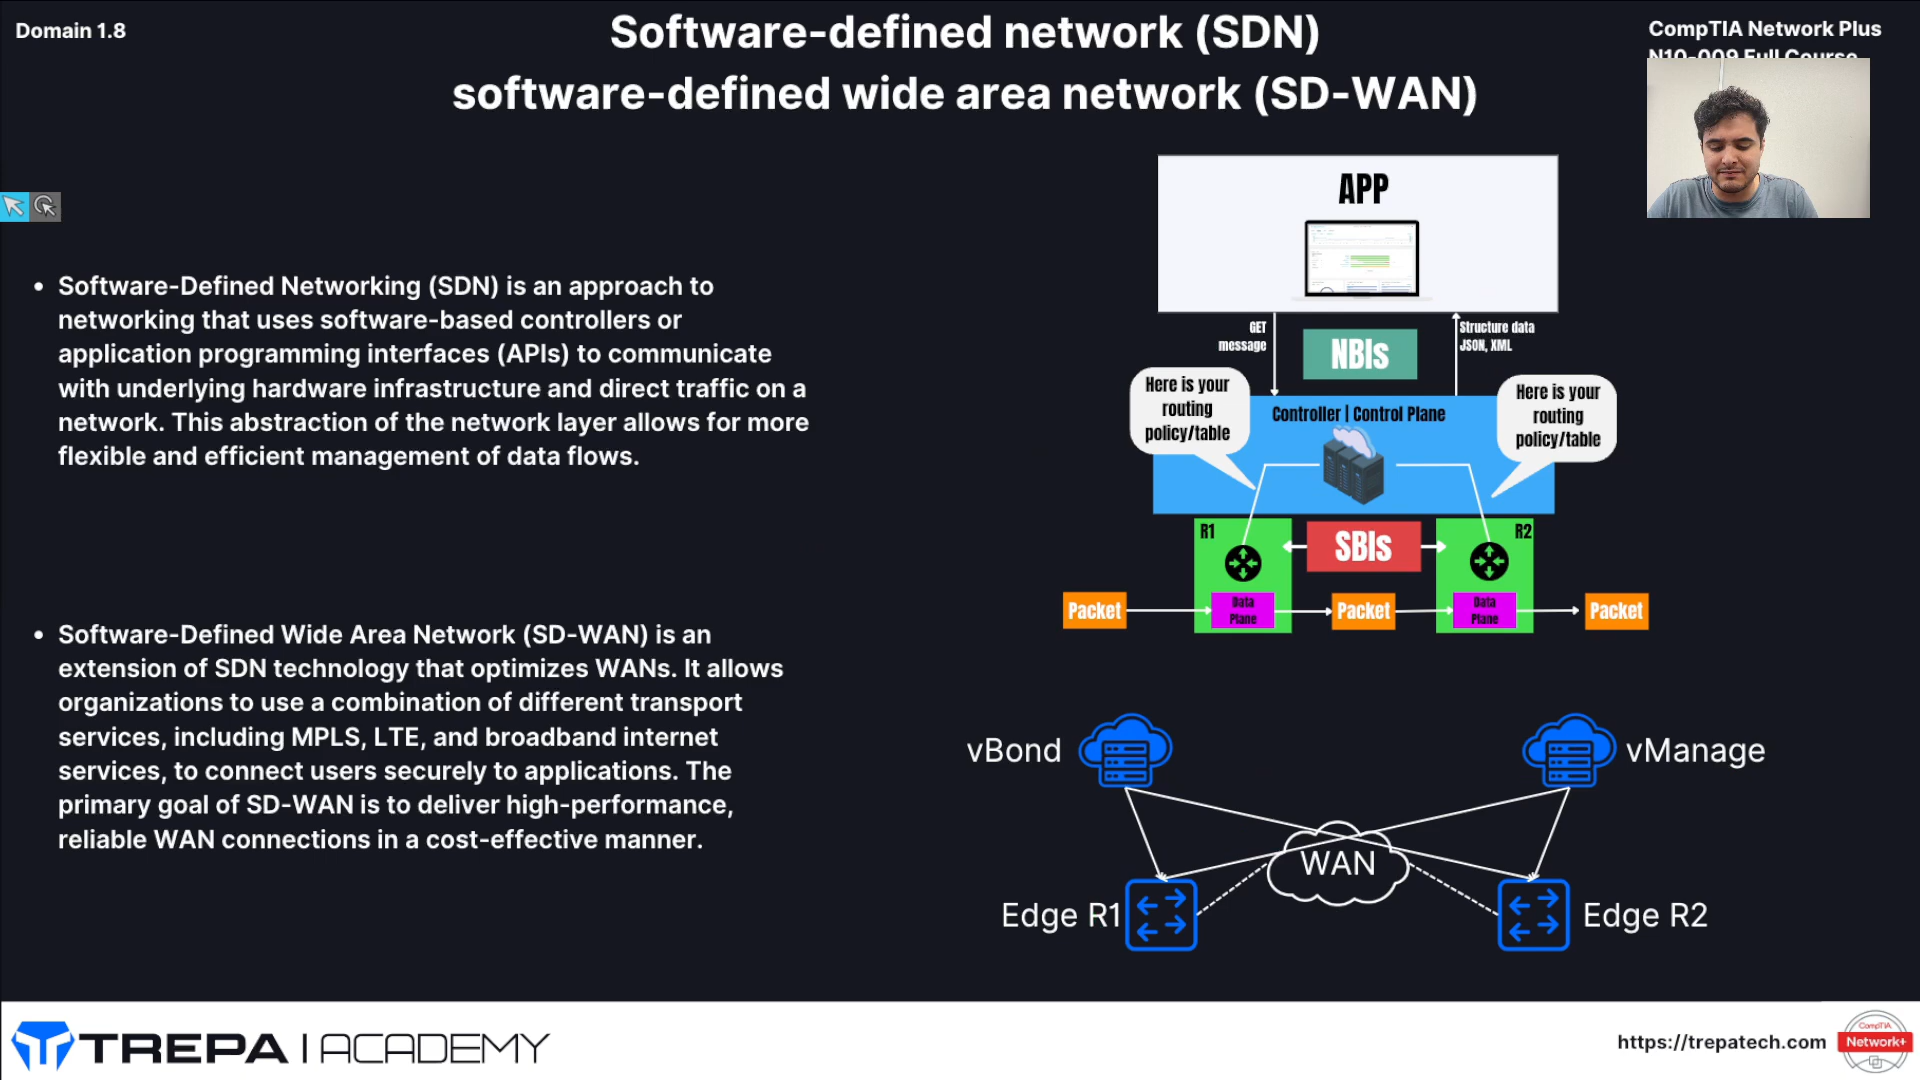 Domain 1.8
Software-defined network (SDN)
software-defined wide area network (SD-WAN)
CompTIA Network Plus
N10-009 Full Course
• Software-Defined Networking (SDN) is an approach to
networking that uses software-based controllers or
application programming interfaces (APIs) to communicate
with underlying hardware infrastructure and direct traffic on a
network. This abstraction of the network layer allows for more
flexible and efficient management of data flows.
• Software-Defined Wide Area Network (SD-WAN) is an
extension of SDN technology that optimizes WANs. It allows
organizations to use a combination of different transport
services, including MPLS, LTE, and broadband internet
services, to connect users securely to applications. The
primary goal of SD-WAN is to deliver high-performance,
reliable WAN connections in a cost-effective manner.
APP
GET
message
NBIs
Structure data
JSON, XML
Here is your
routing
policy/table
Controller | Control Plane
Here is your
routing
policy/table
R1
SBIs
R2
Packet
Data
Plane
Packet
Data
Plane
Packet
vBond
vManage
WAN
Edge R1
Edge R2
TREPA | ACADEMY
https://trepatech.com
CompTIA
Network+